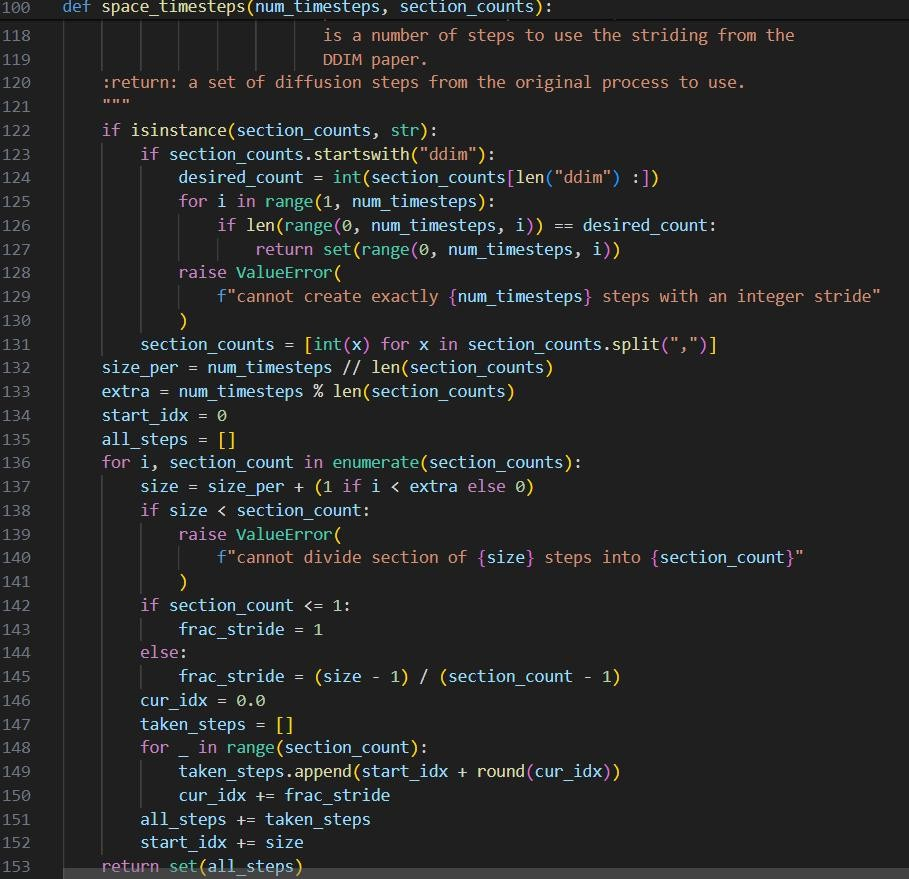 100 def space_timesteps(num_timesteps, section_counts):
118 is a number of steps to use the striding from the
119 DDIM paper.
120 :return: a set of diffusion steps from the original process to use.
121 """
122 if isinstance(section_counts, str):
123 if section_counts.startswith("ddim"):
124 desired_count = int(section_counts[len("ddim") :])
125 for i in range(1, num_timesteps):
126 if len(range(0, num_timesteps, i)) == desired_count:
127 return set(range(0, num_timesteps, i))
128 raise ValueError(
129 f"cannot create exactly {num_timesteps} steps with an integer stride"
130 )
131 section_counts = [int(x) for x in section_counts.split(",")]
132 size_per = num_timesteps // len(section_counts)
133 extra = num_timesteps % len(section_counts)
134 start_idx = 0
135 all_steps = []
136 for i, section_count in enumerate(section_counts):
137 size = size_per + (1 if i < extra else 0)
138 if size < section_count:
139 raise ValueError(
140 f"cannot divide section of {size} steps into {section_count}"
141 )
142 if section_count <= 1:
143 frac_stride = 1
144 else:
145 frac_stride = (size - 1) / (section_count - 1)
146 cur_idx = 0.0
147 taken_steps = []
148 for _ in range(section_count):
149 taken_steps.append(start_idx + round(cur_idx))
150 cur_idx += frac_stride
151 all_steps += taken_steps
152 start_idx += size
153 return set(all_steps)